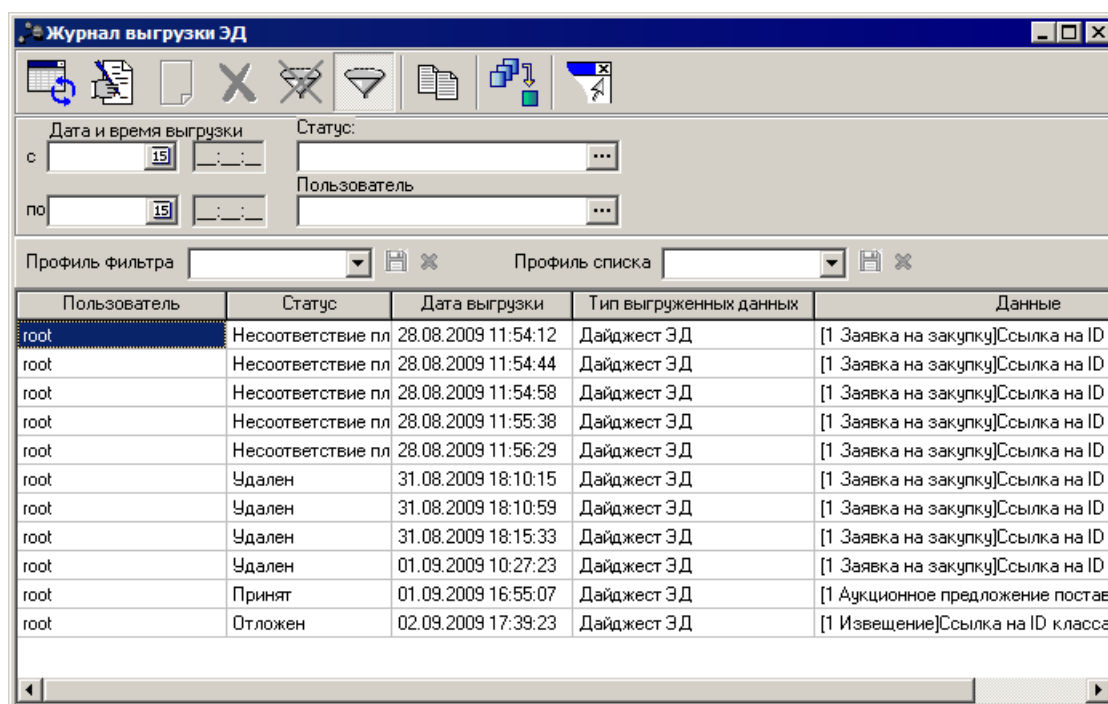 Журнал выгрузки ЭД
Дата и время выгрузки Статус:
с 15 __:__:__ ...
Пользователь
по 15 __:__:__ ...
Профиль фильтра Профиль списка
Пользователь Статус Дата выгрузки Тип выгруженных данных Данные
root Несоответствие пл 28.08.2009 11:54:12 Дайджест ЭД [1 Заявка на закупку]Ссылка на ID
root Несоответствие пл 28.08.2009 11:54:44 Дайджест ЭД [1 Заявка на закупку]Ссылка на ID
root Несоответствие пл 28.08.2009 11:54:58 Дайджест ЭД [1 Заявка на закупку]Ссылка на ID
root Несоответствие пл 28.08.2009 11:55:38 Дайджест ЭД [1 Заявка на закупку]Ссылка на ID
root Несоответствие пл 28.08.2009 11:56:29 Дайджест ЭД [1 Заявка на закупку]Ссылка на ID
root Удален 31.08.2009 18:10:15 Дайджест ЭД [1 Заявка на закупку]Ссылка на ID
root Удален 31.08.2009 18:10:59 Дайджест ЭД [1 Заявка на закупку]Ссылка на ID
root Удален 31.08.2009 18:15:33 Дайджест ЭД [1 Заявка на закупку]Ссылка на ID
root Удален 01.09.2009 10:27:23 Дайджест ЭД [1 Заявка на закупку]Ссылка на ID
root Принят 01.09.2009 16:55:07 Дайджест ЭД [1 Аукционное предложение постав
root Отложен 02.09.2009 17:39:23 Дайджест ЭД [1 Извещение]Ссылка на ID класса